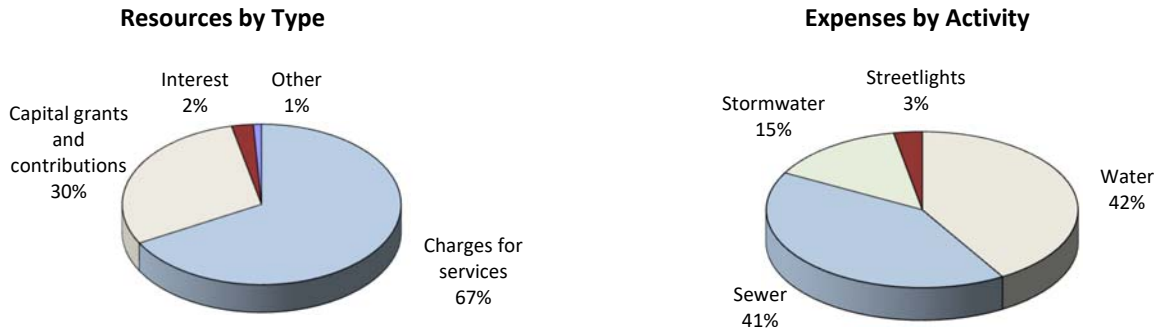 Resources by Type
Interest
2%
Other
1%
Capital grants
and
contributions
30%
Charges for
services
67%
Expenses by Activity
Streetlights
3%
Stormwater
15%
Water
42%
Sewer
41%